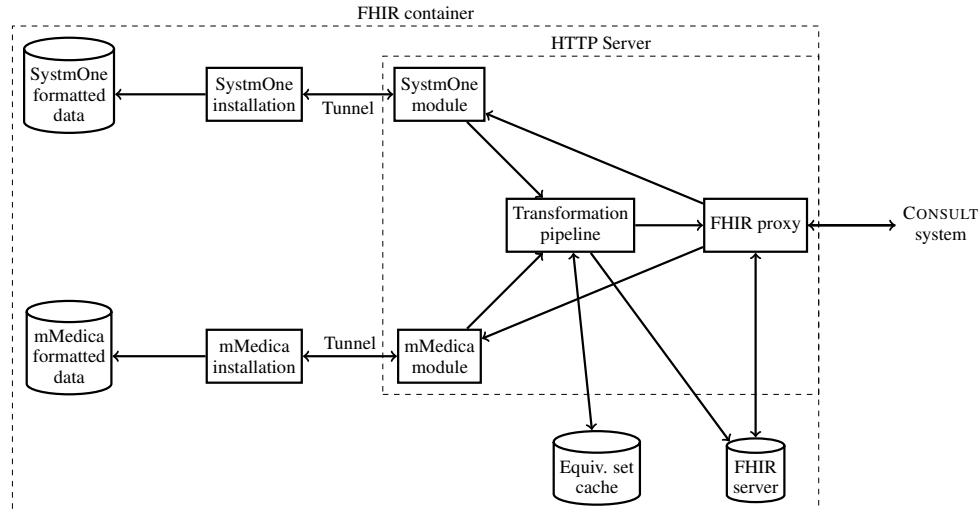 FHIR container
HTTP Server
SystmOne
formatted
data
SystmOne
installation
Tunnel
SystmOne
module
Transformation
pipeline
FHIR proxy
CONSULT
system
mMedica
formatted
data
mMedica
installation
Tunnel
mMedica
module
Equiv. set
cache
FHIR
server